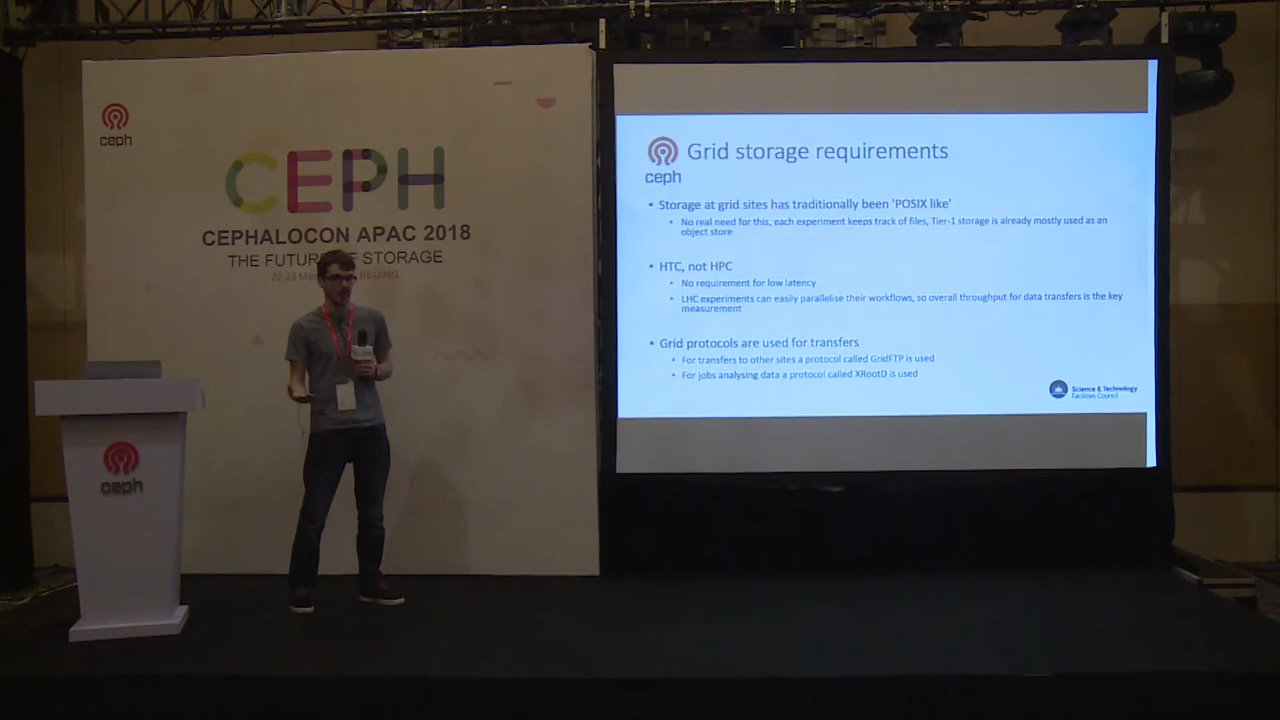 ceph
CEPH
CEPHALOCON APAC 2018
THE FUTURE OF STORAGE
BEIJING
ceph
ceph
Grid storage requirements
• Storage at grid sites has traditionally been 'POSIX like'
• No real need for this, each experiment keeps track of files, Tier-1 storage is already mostly used as an
object store
• HTC, not HPC
• No requirement for low latency
• LHC experiments can easily parallelise their workflows, so overall throughput for data transfers is the key
measurement
• Grid protocols are used for transfers
• For transfers to other sites a protocol called GridFTP is used
• For jobs analysing data a protocol called XRootD is used
Science & Technology
Facilities Council